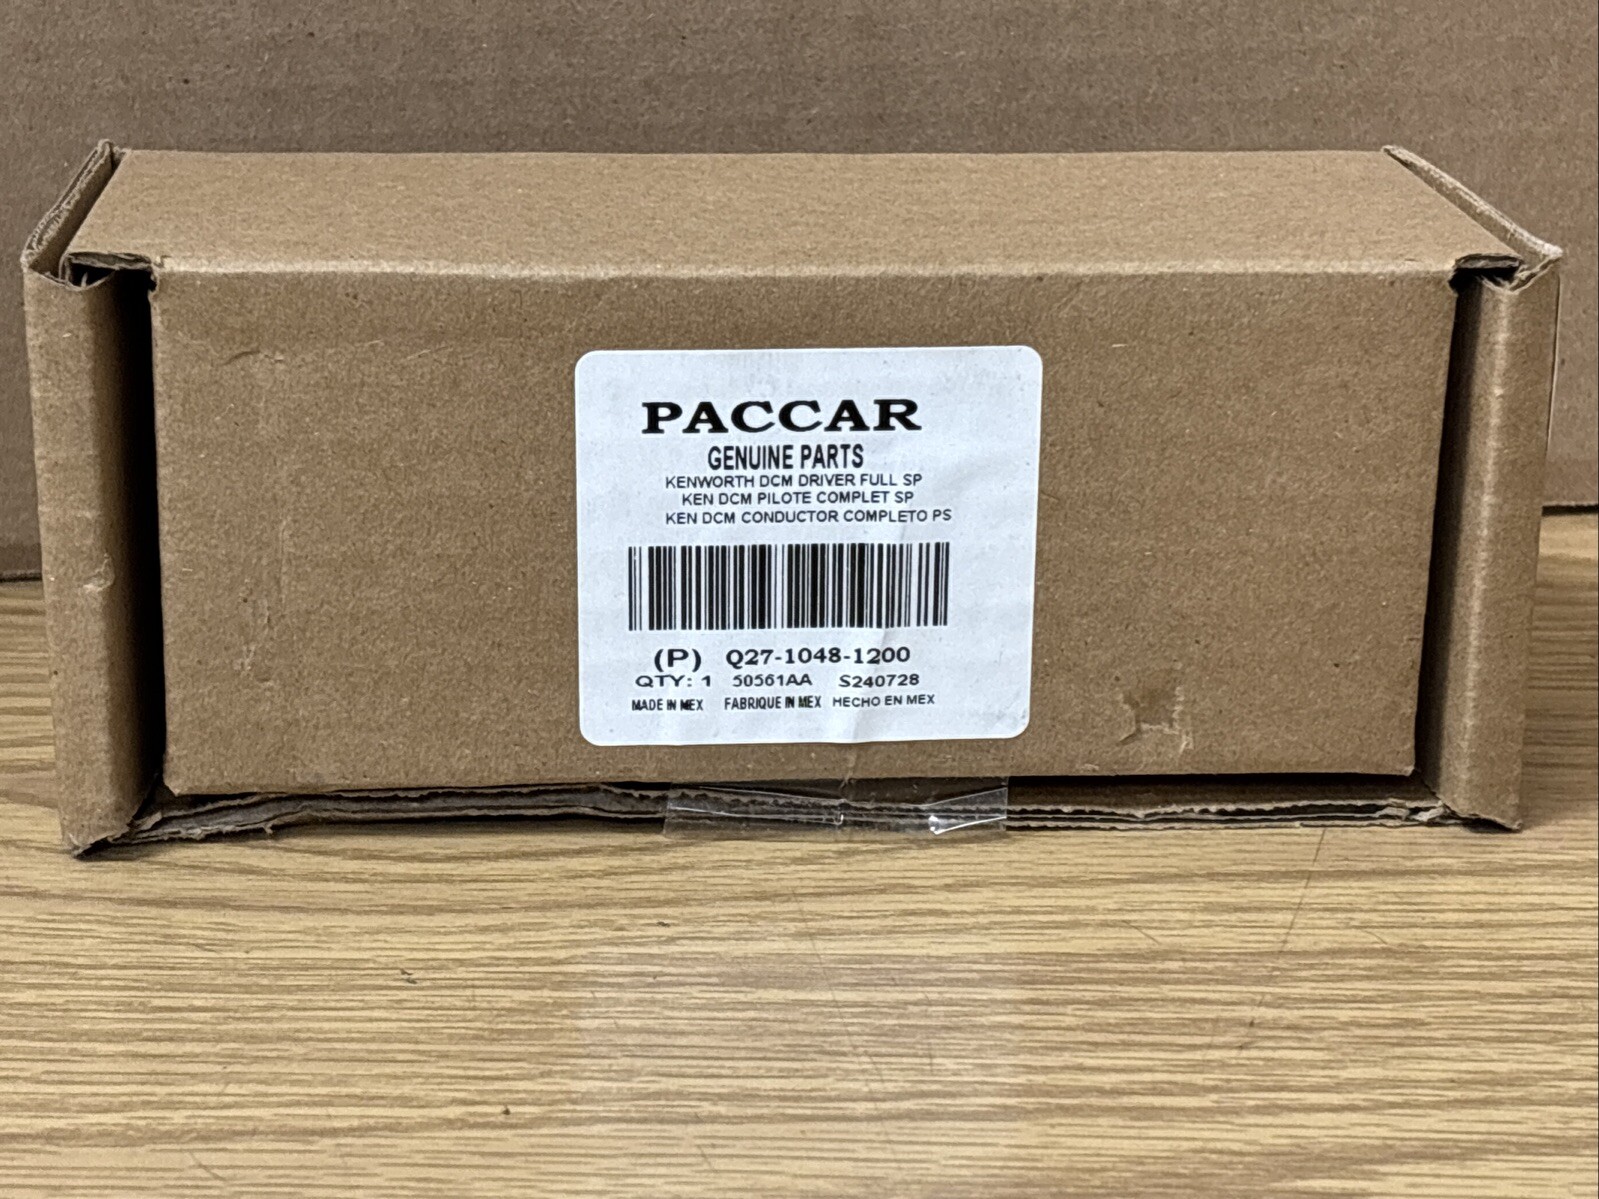 PACCAR
GENUINE PARTS
KENWORTH DCM DRIVER FULL SP
KEN DCM PILOTE COMPLET SP
KEN DCM CONDUCTOR COMPLETO PS
(P) Q27-1048-1200
QTY: 1 50561AA S240728
MADE IN MEX FABRIQUE IN MEX HECHO EN MEX